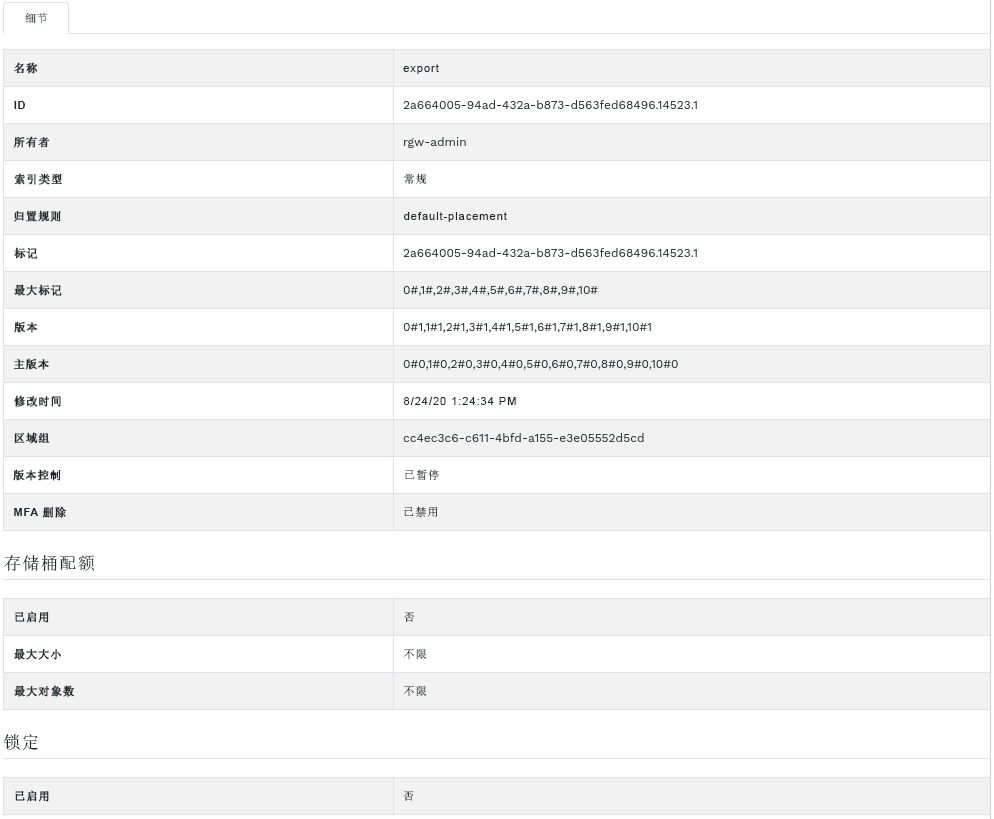 细节
名称 export
ID 2a664005-94ad-432a-b873-d563fed68496.14523.1
所有者 rgw-admin
索引类型 常规
归置规则 default-placement
标记 2a664005-94ad-432a-b873-d563fed68496.14523.1
最大标记 0#,1#,2#,3#,4#,5#,6#,7#,8#,9#,10#
版本 0#1,1#1,2#1,3#1,4#1,5#1,6#1,7#1,8#1,9#1,10#1
主版本 0#0,1#0,2#0,3#0,4#0,5#0,6#0,7#0,8#0,9#0,10#0
修改时间 8/24/20 1:24:34 PM
区域组 cc4ec3c6-c611-4bfd-a155-e3e05552d5cd
版本控制 已暂停
MFA 删除 已禁用
存储桶配额
已启用 否
最大大小 不限
最大对象数 不限
锁定
已启用 否